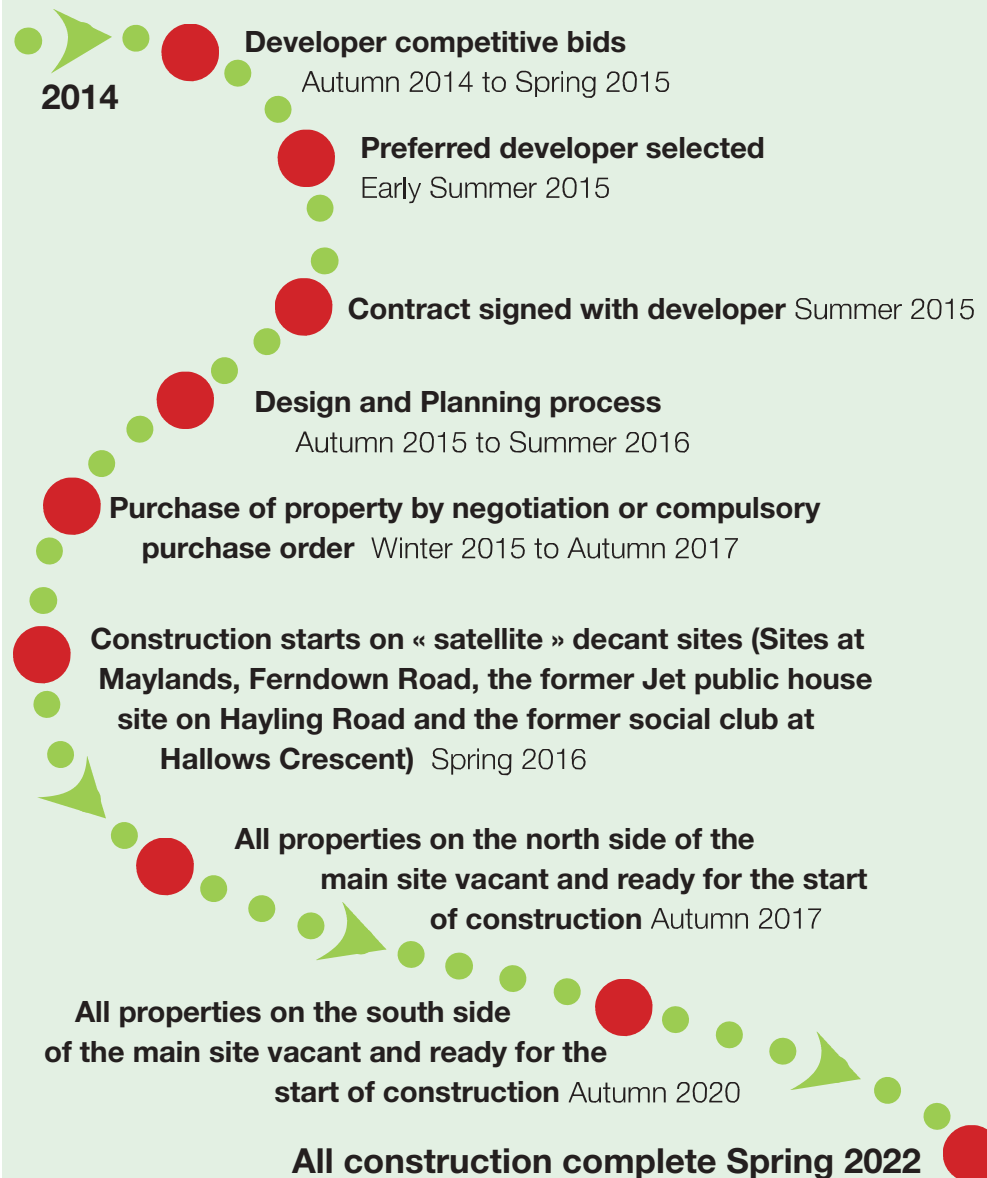 2014
Developer competitive bids
Autumn 2014 to Spring 2015
Preferred developer selected
Early Summer 2015
Contract signed with developer Summer 2015
Design and Planning process
Autumn 2015 to Summer 2016
Purchase of property by negotiation or compulsory
purchase order Winter 2015 to Autumn 2017
Construction starts on « satellite » decant sites (Sites at
Maylands, Ferndown Road, the former Jet public house
site on Hayling Road and the former social club at
Hallows Crescent) Spring 2016
All properties on the north side of the
main site vacant and ready for the start
of construction Autumn 2017
All properties on the south side
of the main site vacant and ready for the
start of construction Autumn 2020
All construction complete Spring 2022